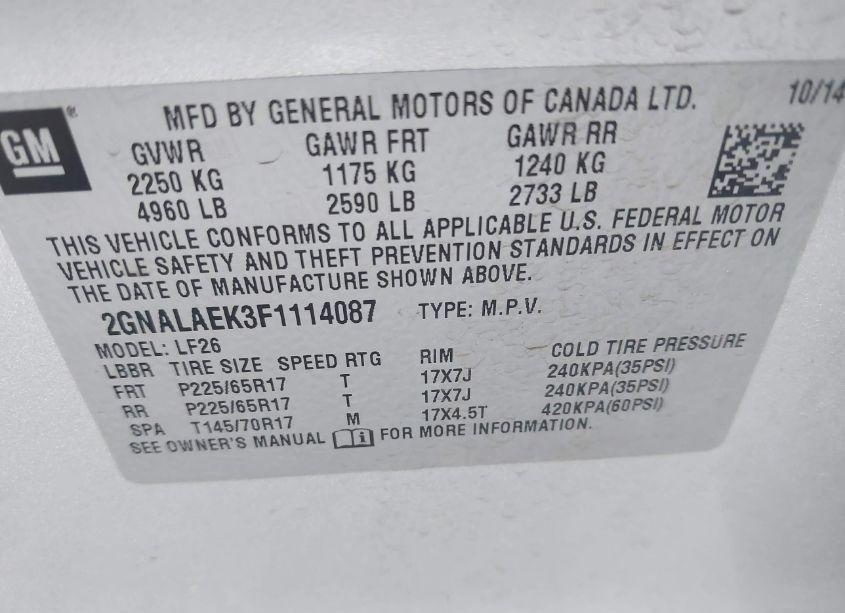 GM ®
MFD BY GENERAL MOTORS OF CANADA LTD. 10/14
GVWR GAWR FRT GAWR RR
2250 KG 1175 KG 1240 KG
4960 LB 2590 LB 2733 LB
THIS VEHICLE CONFORMS TO ALL APPLICABLE U.S. FEDERAL MOTOR
VEHICLE SAFETY AND THEFT PREVENTION STANDARDS IN EFFECT ON
THE DATE OF MANUFACTURE SHOWN ABOVE.
2GNALAEK3F1114087 TYPE: M.P.V.
MODEL: LF26
LBBR TIRE SIZE SPEED RTG RIM COLD TIRE PRESSURE
FRT P225/65R17 T 17X7J 240KPA(35PSI)
RR P225/65R17 T 17X7J 240KPA(35PSI)
SPA T145/70R17 M 17X4.5T 420KPA(60PSI)
SEE OWNER'S MANUAL i FOR MORE INFORMATION.